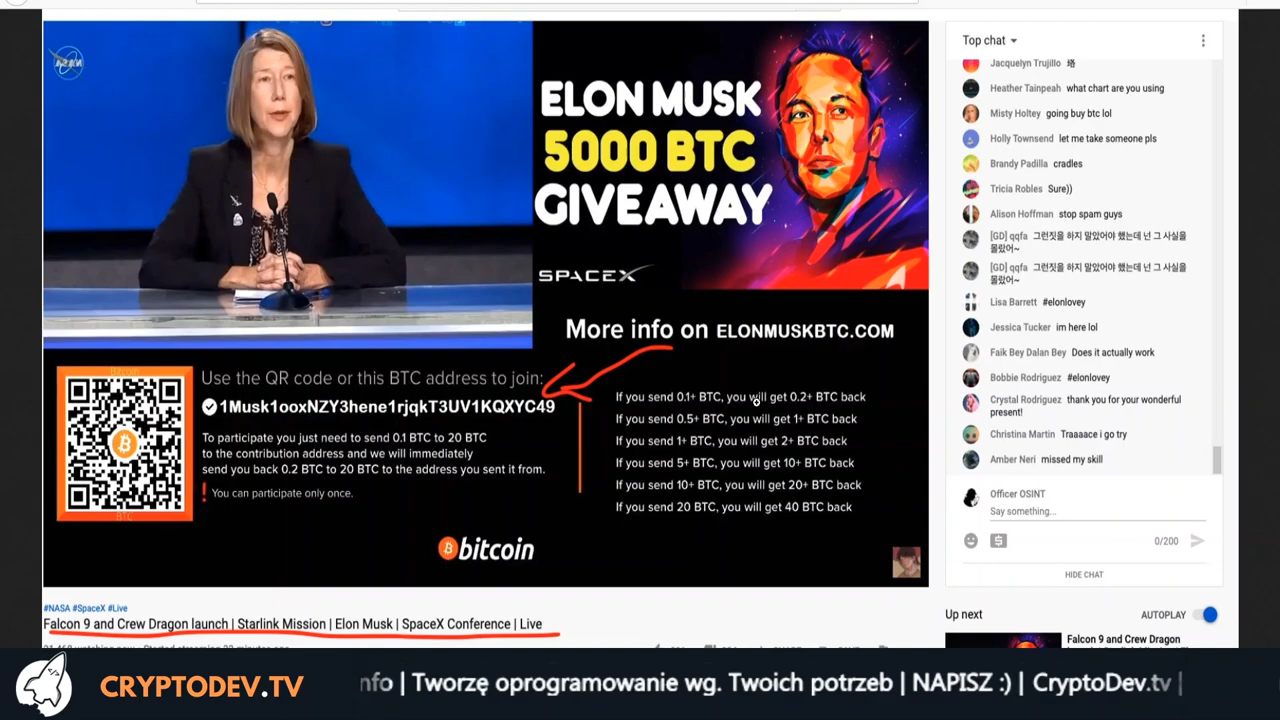 NASA
ELON MUSK
5000 BTC
GIVEAWAY
SPACEX
More info on ELONMUSKBTC.COM
Bitcoin
BTC
Use the QR code or this BTC address to join:
1Musk1ooxNZY3hene1rjqkT3UV1KQXYC49
To participate you just need to send 0.1 BTC to 20 BTC
to the contribution address and we will immediately
send you back 0.2 BTC to 20 BTC to the address you sent it from.
! You can participate only once.
If you send 0.1+ BTC, you will get 0.2+ BTC back
If you send 0.5+ BTC, you will get 1+ BTC back
If you send 1+ BTC, you will get 2+ BTC back
If you send 5+ BTC, you will get 10+ BTC back
If you send 10+ BTC, you will get 20+ BTC back
If you send 20 BTC, you will get 40 BTC back
bitcoin
#NASA #SpaceX #Live
Falcon 9 and Crew Dragon launch | Starlink Mission | Elon Musk | SpaceX Conference | Live
Top chat
Jacquelyn Trujillo
Heather Tainpeah what chart are you using
Misty Holtey going buy btc lol
Holly Townsend let me take someone pls
Brandy Padilla cradles
Tricia Robles Sure))
Alison Hoffman stop spam guys
[GD] qqfa 그런짓을 하지 말았어야 했는데 넌 그 사실을
몰랐어~
[GD] qqfa 그런짓을 하지 말았어야 했는데 넌 그 사실을
몰랐어~
Lisa Barrett #elonlovey
Jessica Tucker im here lol
Faik Bey Dalan Bey Does it actually work
Bobbie Rodriguez #elonlovey
Crystal Rodriguez thank you for your wonderful
present!
Christina Martin Traaaace i go try
Amber Neri missed my skill
Officer OSINT
Say something...
0/200
HIDE CHAT
Up next
AUTOPLAY
Falcon 9 and Crew Dragon
CRYPTODEV.TV
nfo | Tworzę oprogramowanie wg. Twoich potrzeb | NAPISZ :) | CryptoDev.tv |